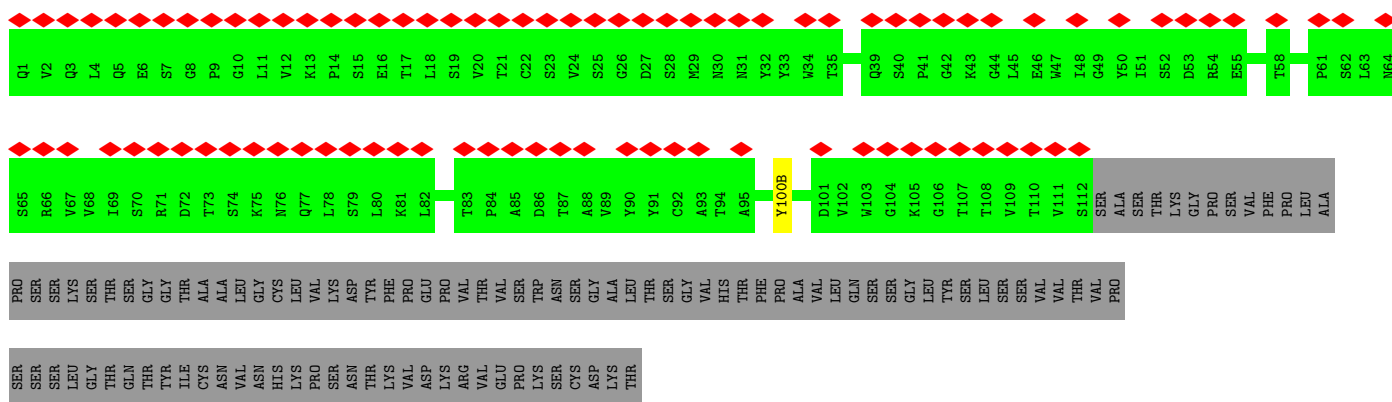 Q1 V2 Q3 L4 Q5 E6 S7 G8 P9 G10 L11 V12 K13 P14 S15 E16 T17 L18 S19 V20 T21 C22 S23 V24 S25 G26 D27 S28 M29 N30 N31 Y32 Y33 W34 T35 Q39 S40 P41 G42 K43 G44 L45 E46 W47 I48 G49 Y50 I51 S52 D53 R54 E55 T58 P61 S62 L63 N64
S65 R66 V67 V68 I69 S70 R71 D72 T73 S74 K75 N76 Q77 L78 S79 L80 K81 L82 T83 P84 A85 D86 T87 A88 V89 Y90 Y91 C92 A93 T94 A95 Y100B D101 V102 W103 G104 K105 G106 T107 T108 V109 T110 V111 S112 SER ALA SER THR LYS GLY PRO SER VAL PHE PRO LEU ALA
PRO SER SER LYS SER THR SER GLY GLY THR ALA ALA LEU GLY CYS LEU VAL LYS ASP TYR PHE PRO GLU PRO VAL THR VAL SER TRP ASN SER GLY ALA LEU THR SER GLY VAL HIS THR PHE PRO ALA VAL LEU GLN SER SER GLY LEU TYR SER LEU SER SER VAL VAL THR VAL PRO
SER SER SER LEU GLY THR GLN THR TYR ILE CYS ASN VAL ASN HIS LYS PRO SER ASN THR LYS VAL ASP LYS ARG VAL GLU PRO LYS SER CYS ASP LYS THR